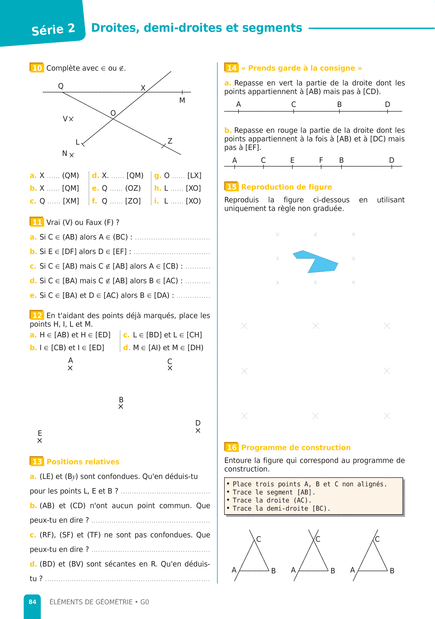 Série 2
Droites, demi-droites et segments
10 Complète avec ∈ ou ∉.
Q
X
M
V×
O
L
Z
N×
a. X ...... (QM)
d. X. ...... [QM)
g. O ...... [LX]
b. X ...... [QM]
e. Q ...... (OZ)
h. L ...... [XO]
c. Q ...... [XM]
f. Q ...... [ZO]
i. L ...... [XO)
11 Vrai (V) ou Faux (F) ?
a. Si C ∈ (AB) alors A ∈ (BC) : ..............................
b. Si E ∈ [DF] alors D ∈ [EF] : ..............................
c. Si C ∈ [AB) mais C ∉ [AB] alors A ∈ [CB) : ..........
d. Si C ∈ [BA) mais C ∉ [AB] alors B ∈ [AC) : ..........
e. Si C ∈ [BA) et D ∈ [AC) alors B ∈ [DA) : .............
12 En t'aidant des points déjà marqués, place les
points H, I, L et M.
a. H ∈ [AB) et H ∈ [ED]
c. L ∈ [BD] et L ∈ [CH]
b. I ∈ [CB) et I ∈ [ED]
d. M ∈ [AI) et M ∈ [DH)
A
×
C
×
B
×
D
×
E
×
13 Positions relatives
a. (LE) et (By) sont confondues. Qu'en déduis-tu
pour les points L, E et B ? ...................................
b. (AB) et (CD) n'ont aucun point commun. Que
peux-tu en dire ? ...............................................
c. (RF), (SF) et (TF) ne sont pas confondues. Que
peux-tu en dire ? ...............................................
d. (BD) et (BV) sont sécantes en R. Qu'en déduis-
tu ? ................................................................
14 « Prends garde à la consigne »
a. Repasse en vert la partie de la droite dont les
points appartiennent à [AB) mais pas à [CD).
A C B D
b. Repasse en rouge la partie de la droite dont les
points appartiennent à la fois à [AB) et à [DC) mais
pas à [EF].
A C E F B D
15 Reproduction de figure
Reproduis la figure ci-dessous en utilisant
uniquement ta règle non graduée.
16 Programme de construction
Entoure la figure qui correspond au programme de
construction.
• Place trois points A, B et C non alignés.
• Trace le segment [AB].
• Trace la droite (AC).
• Trace la demi-droite [BC).
C
A
B
C
A
B
C
A
B
84 ÉLÉMENTS DE GÉOMÉTRIE • G0